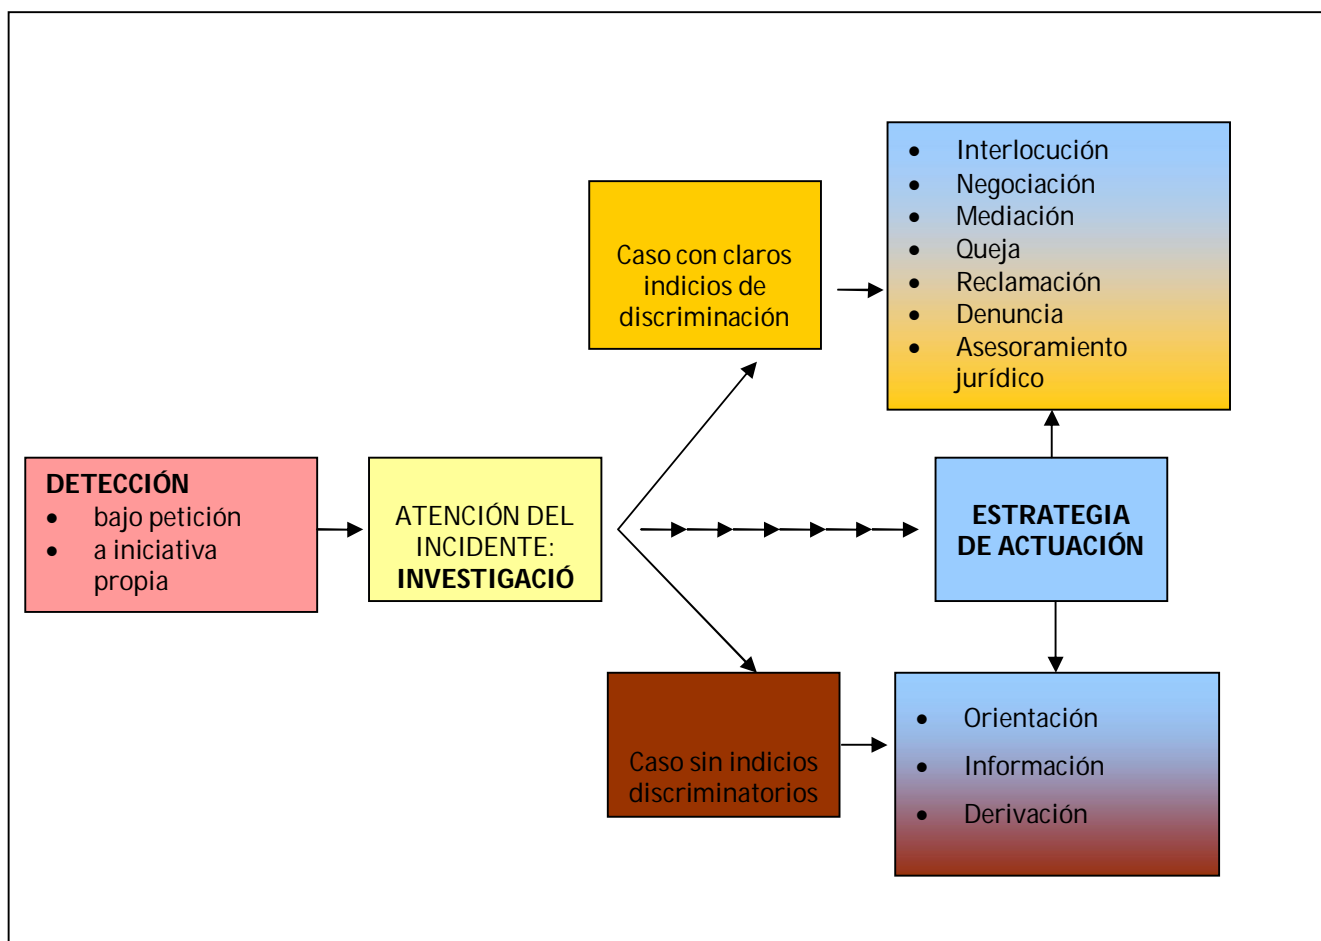 DETECCIÓN
• bajo petición
• a iniciativa
propia
ATENCIÓN DEL
INCIDENTE:
INVESTIGACIÓ
Caso con claros
indicios de
discriminación
• Interlocución
• Negociación
• Mediación
• Queja
• Reclamación
• Denuncia
• Asesoramiento
jurídico
ESTRATEGIA
DE ACTUACIÓN
Caso sin indicios
discriminatorios
• Orientación
• Información
• Derivación